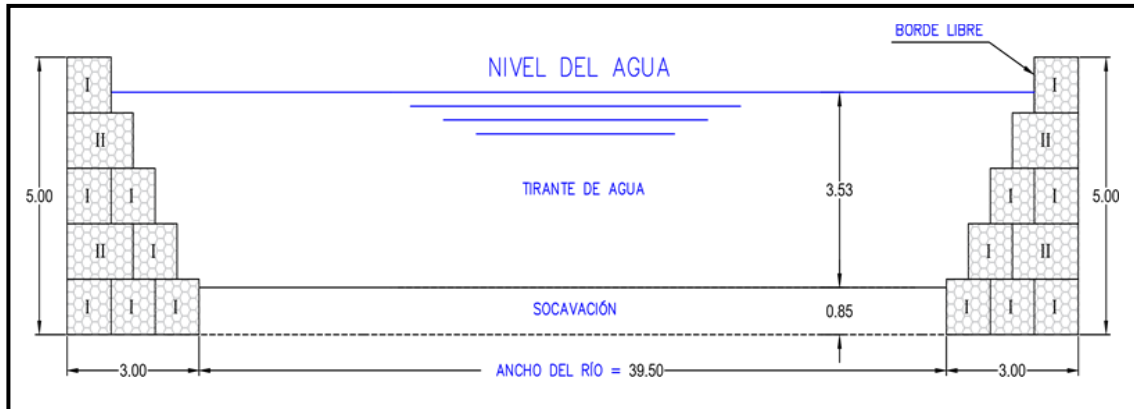 BORDE LIBRE
NIVEL DEL AGUA
I
I
II
II
5.00
I I
TIRANTE DE AGUA
3.53
I I
5.00
II I
I II
I I I
SOCAVACIÓN
0.85
I I I
3.00
ANCHO DEL RÍO = 39.50
3.00